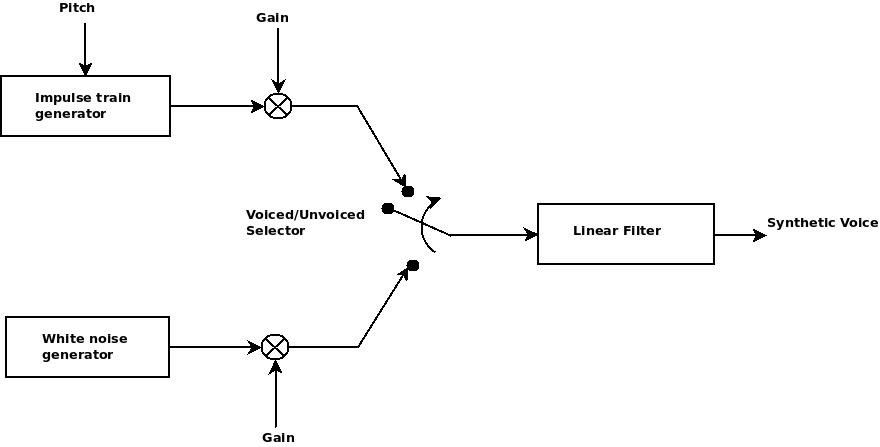 Pitch
Gain
Impulse train
generator
Voiced/Unvoiced
Selector
Linear Filter
Synthetic Voice
White noise
generator
Gain